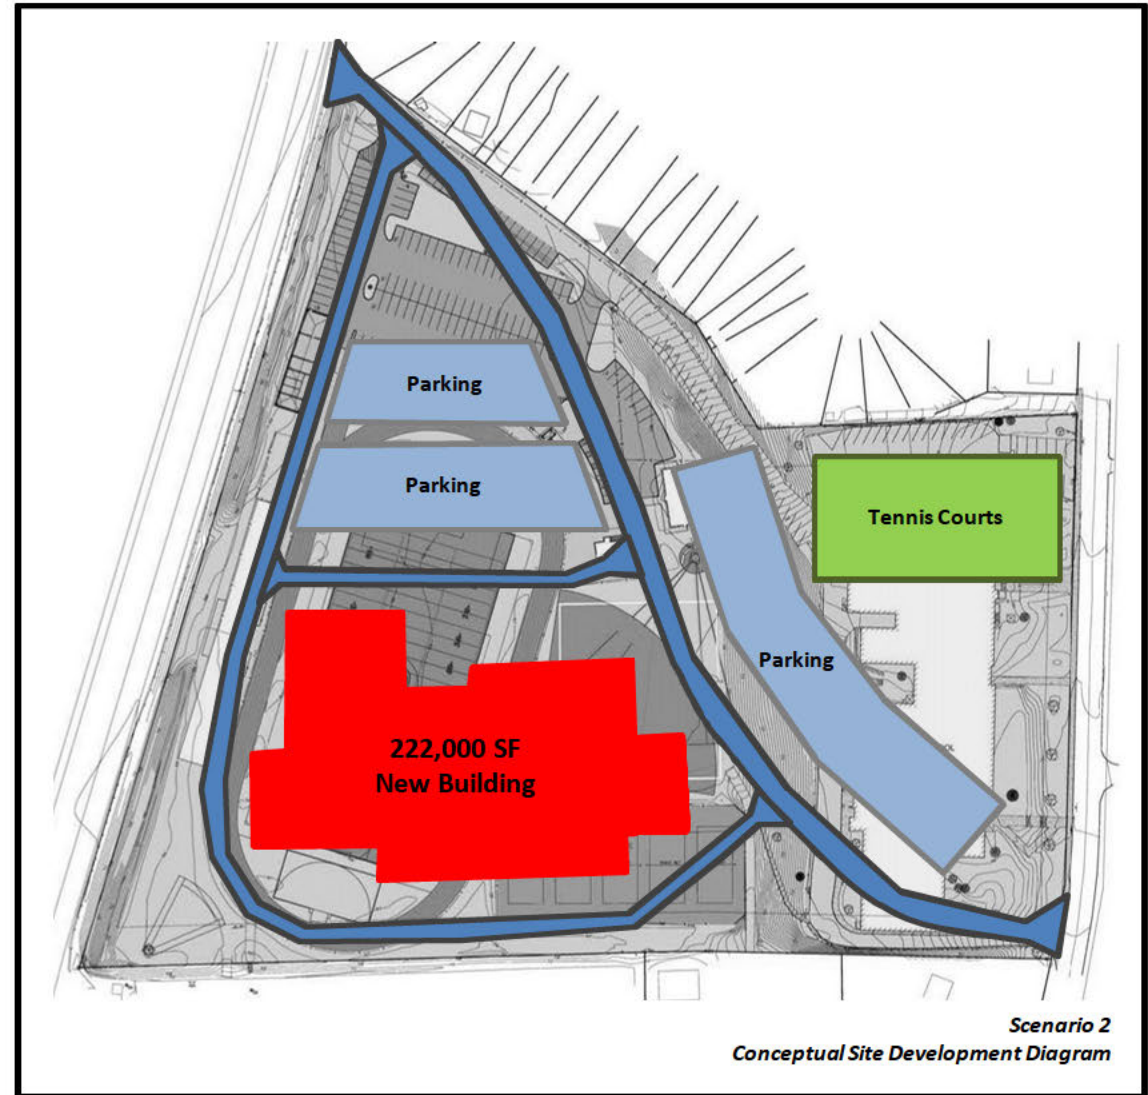 Parking
Parking
Tennis Courts
Parking
222,000 SF
New Building
Scenario 2
Conceptual Site Development Diagram